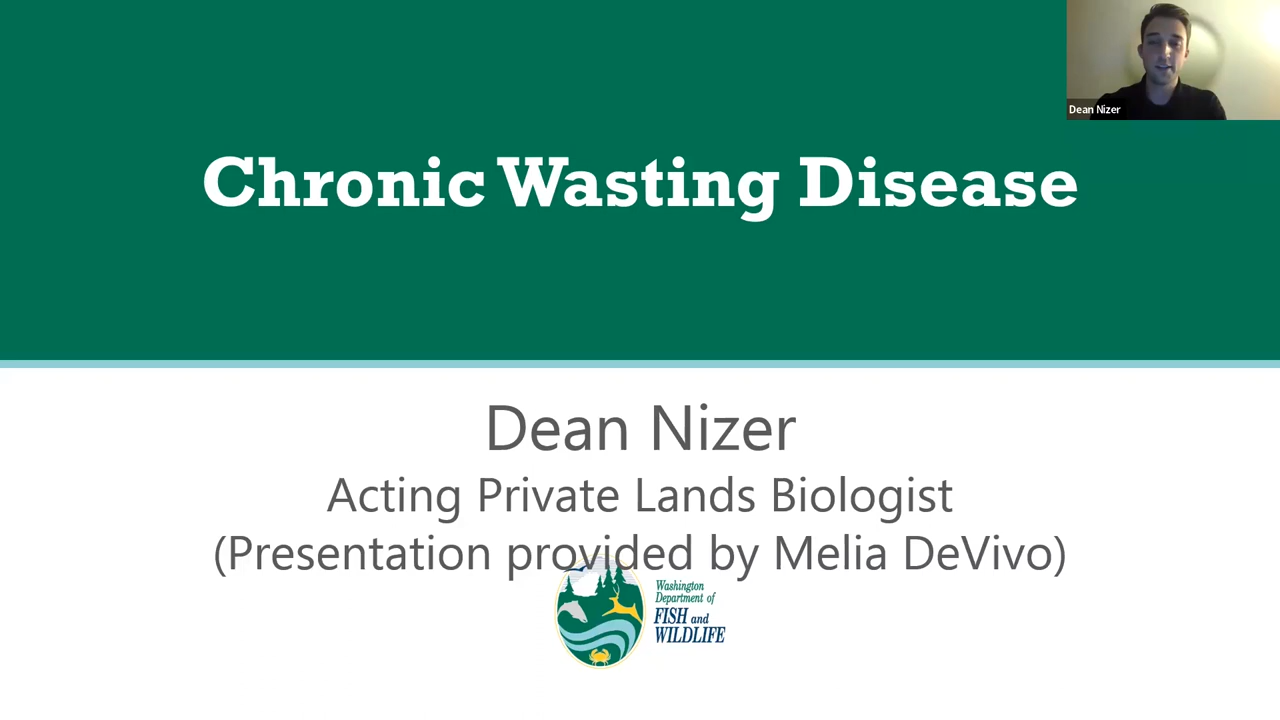 Dean Nizer
Chronic Wasting Disease
Dean Nizer
Acting Private Lands Biologist
(Presentation provided by Melia DeVivo)
Washington
Department of
FISH and
WILDLIFE